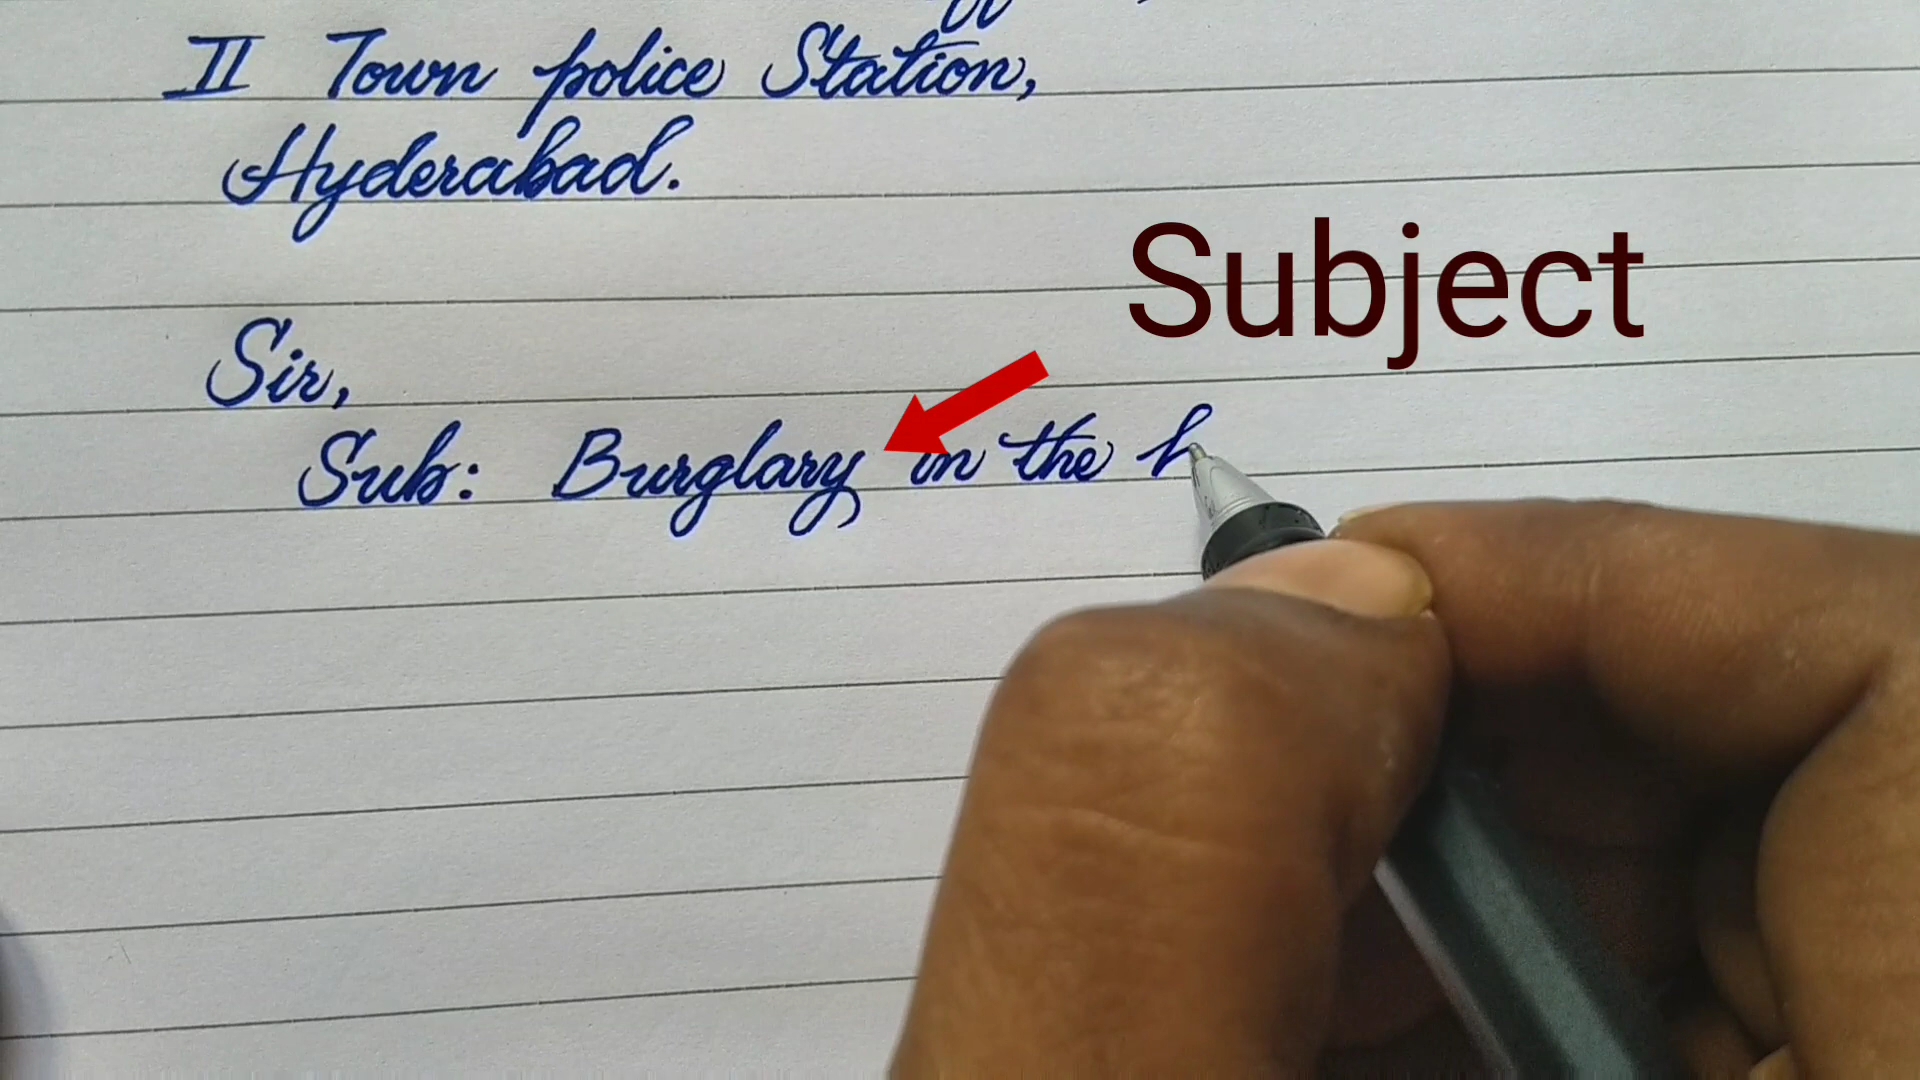 II Town police Station,
Hyderabad.
Subject
Sir,
Sub: Burglary in the h